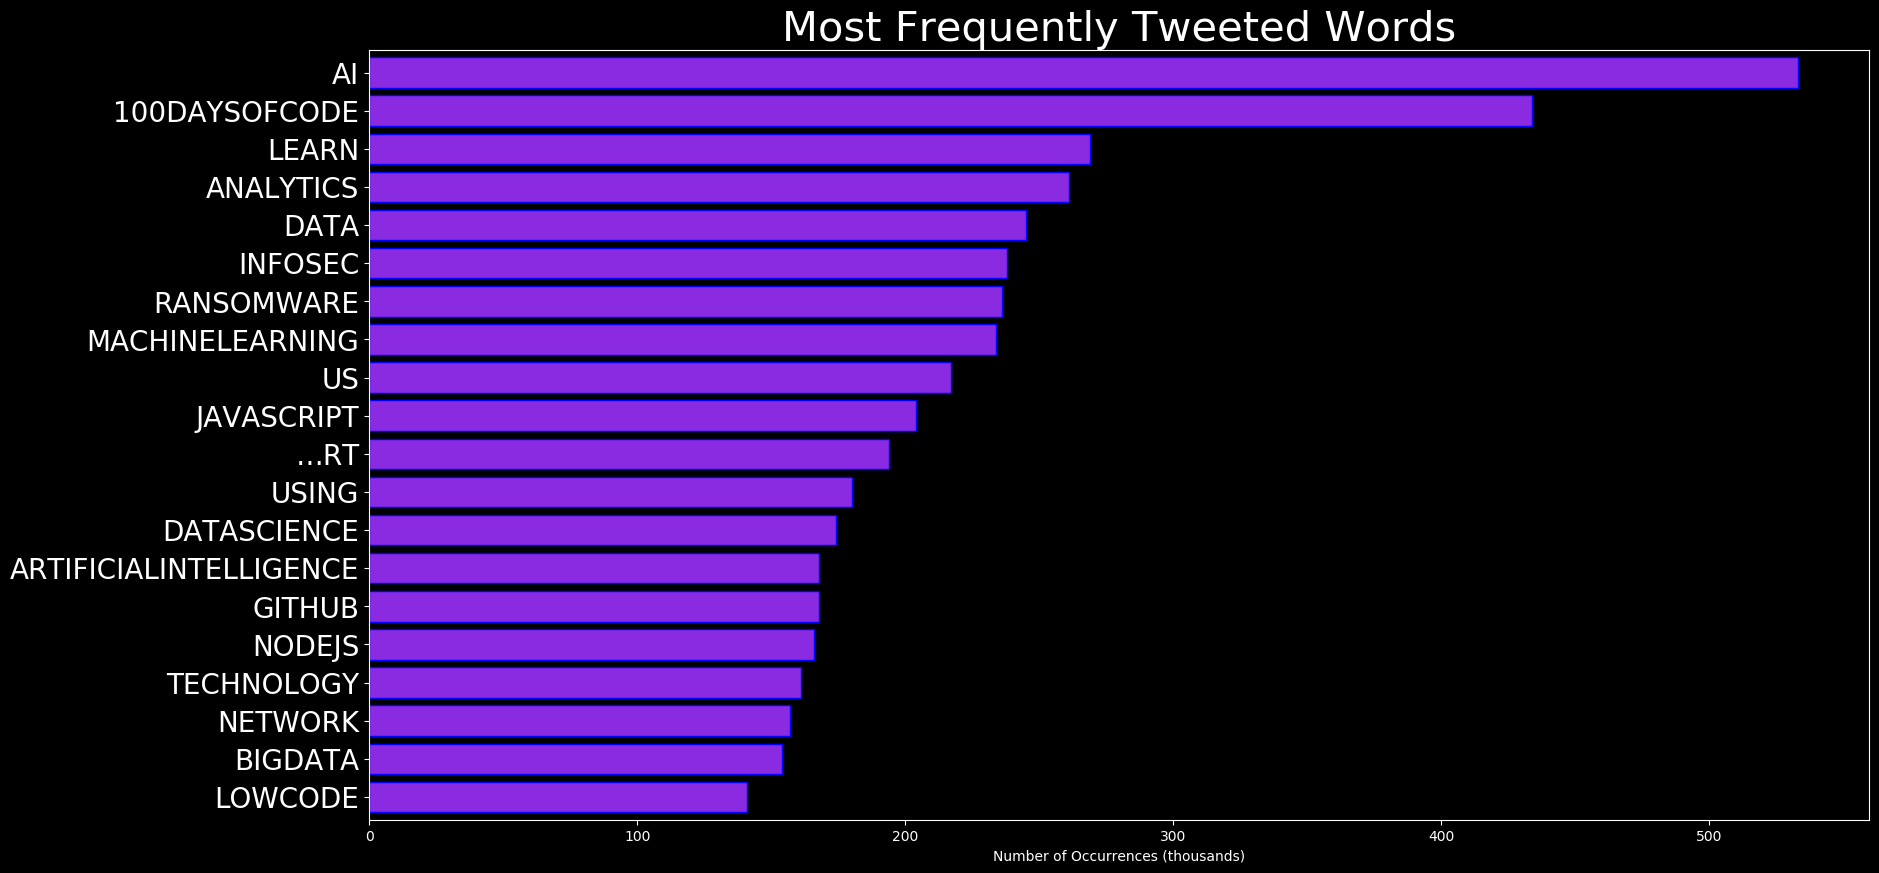 Most Frequently Tweeted Words
AI
100DAYSOFCODE
LEARN
ANALYTICS
DATA
INFOSEC
RANSOMWARE
MACHINELEARNING
US
JAVASCRIPT
...RT
USING
DATASCIENCE
ARTIFICIALINTELLIGENCE
GITHUB
NODEJS
TECHNOLOGY
NETWORK
BIGDATA
LOWCODE
0 100 200 300 400 500
Number of Occurrences (thousands)